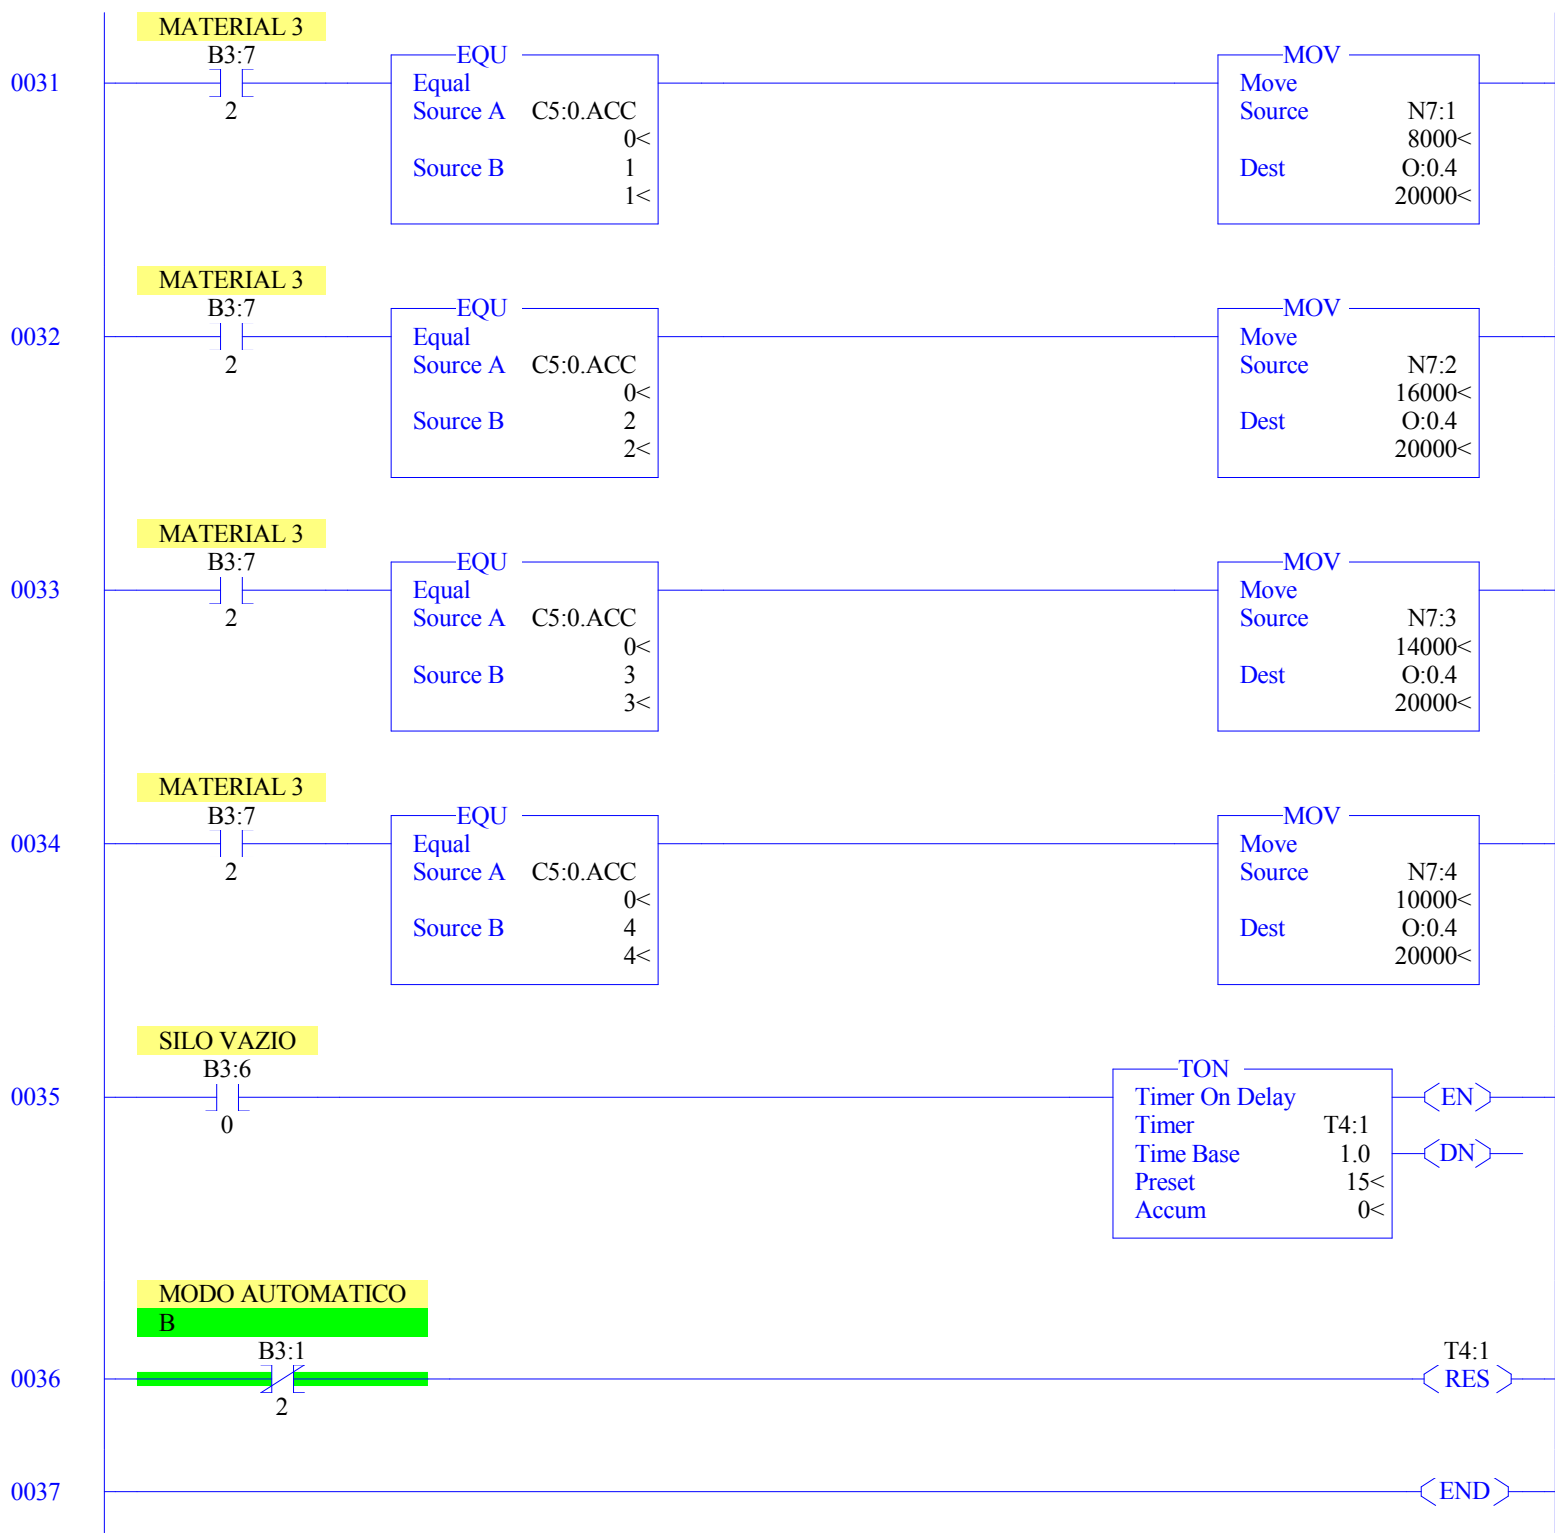 MATERIAL 3
B3:7
EQU
MOV
0031
Equal
Move
2
Source A C5:0.ACC
Source N7:1
0<
8000<
Source B 1
Dest O:0.4
1<
20000<
MATERIAL 3
B3:7
EQU
MOV
0032
Equal
Move
2
Source A C5:0.ACC
Source N7:2
0<
16000<
Source B 2
Dest O:0.4
2<
20000<
MATERIAL 3
B3:7
EQU
MOV
0033
Equal
Move
2
Source A C5:0.ACC
Source N7:3
0<
14000<
Source B 3
Dest O:0.4
3<
20000<
MATERIAL 3
B3:7
EQU
MOV
0034
Equal
Move
2
Source A C5:0.ACC
Source N7:4
0<
10000<
Source B 4
Dest O:0.4
4<
20000<
SILO VAZIO
B3:6
TON
0035
Timer On Delay
EN
0
Timer T4:1
Time Base 1.0
DN
Preset 15<
Accum 0<
MODO AUTOMATICO
B
B3:1
T4:1
0036
RES
2
0037
END